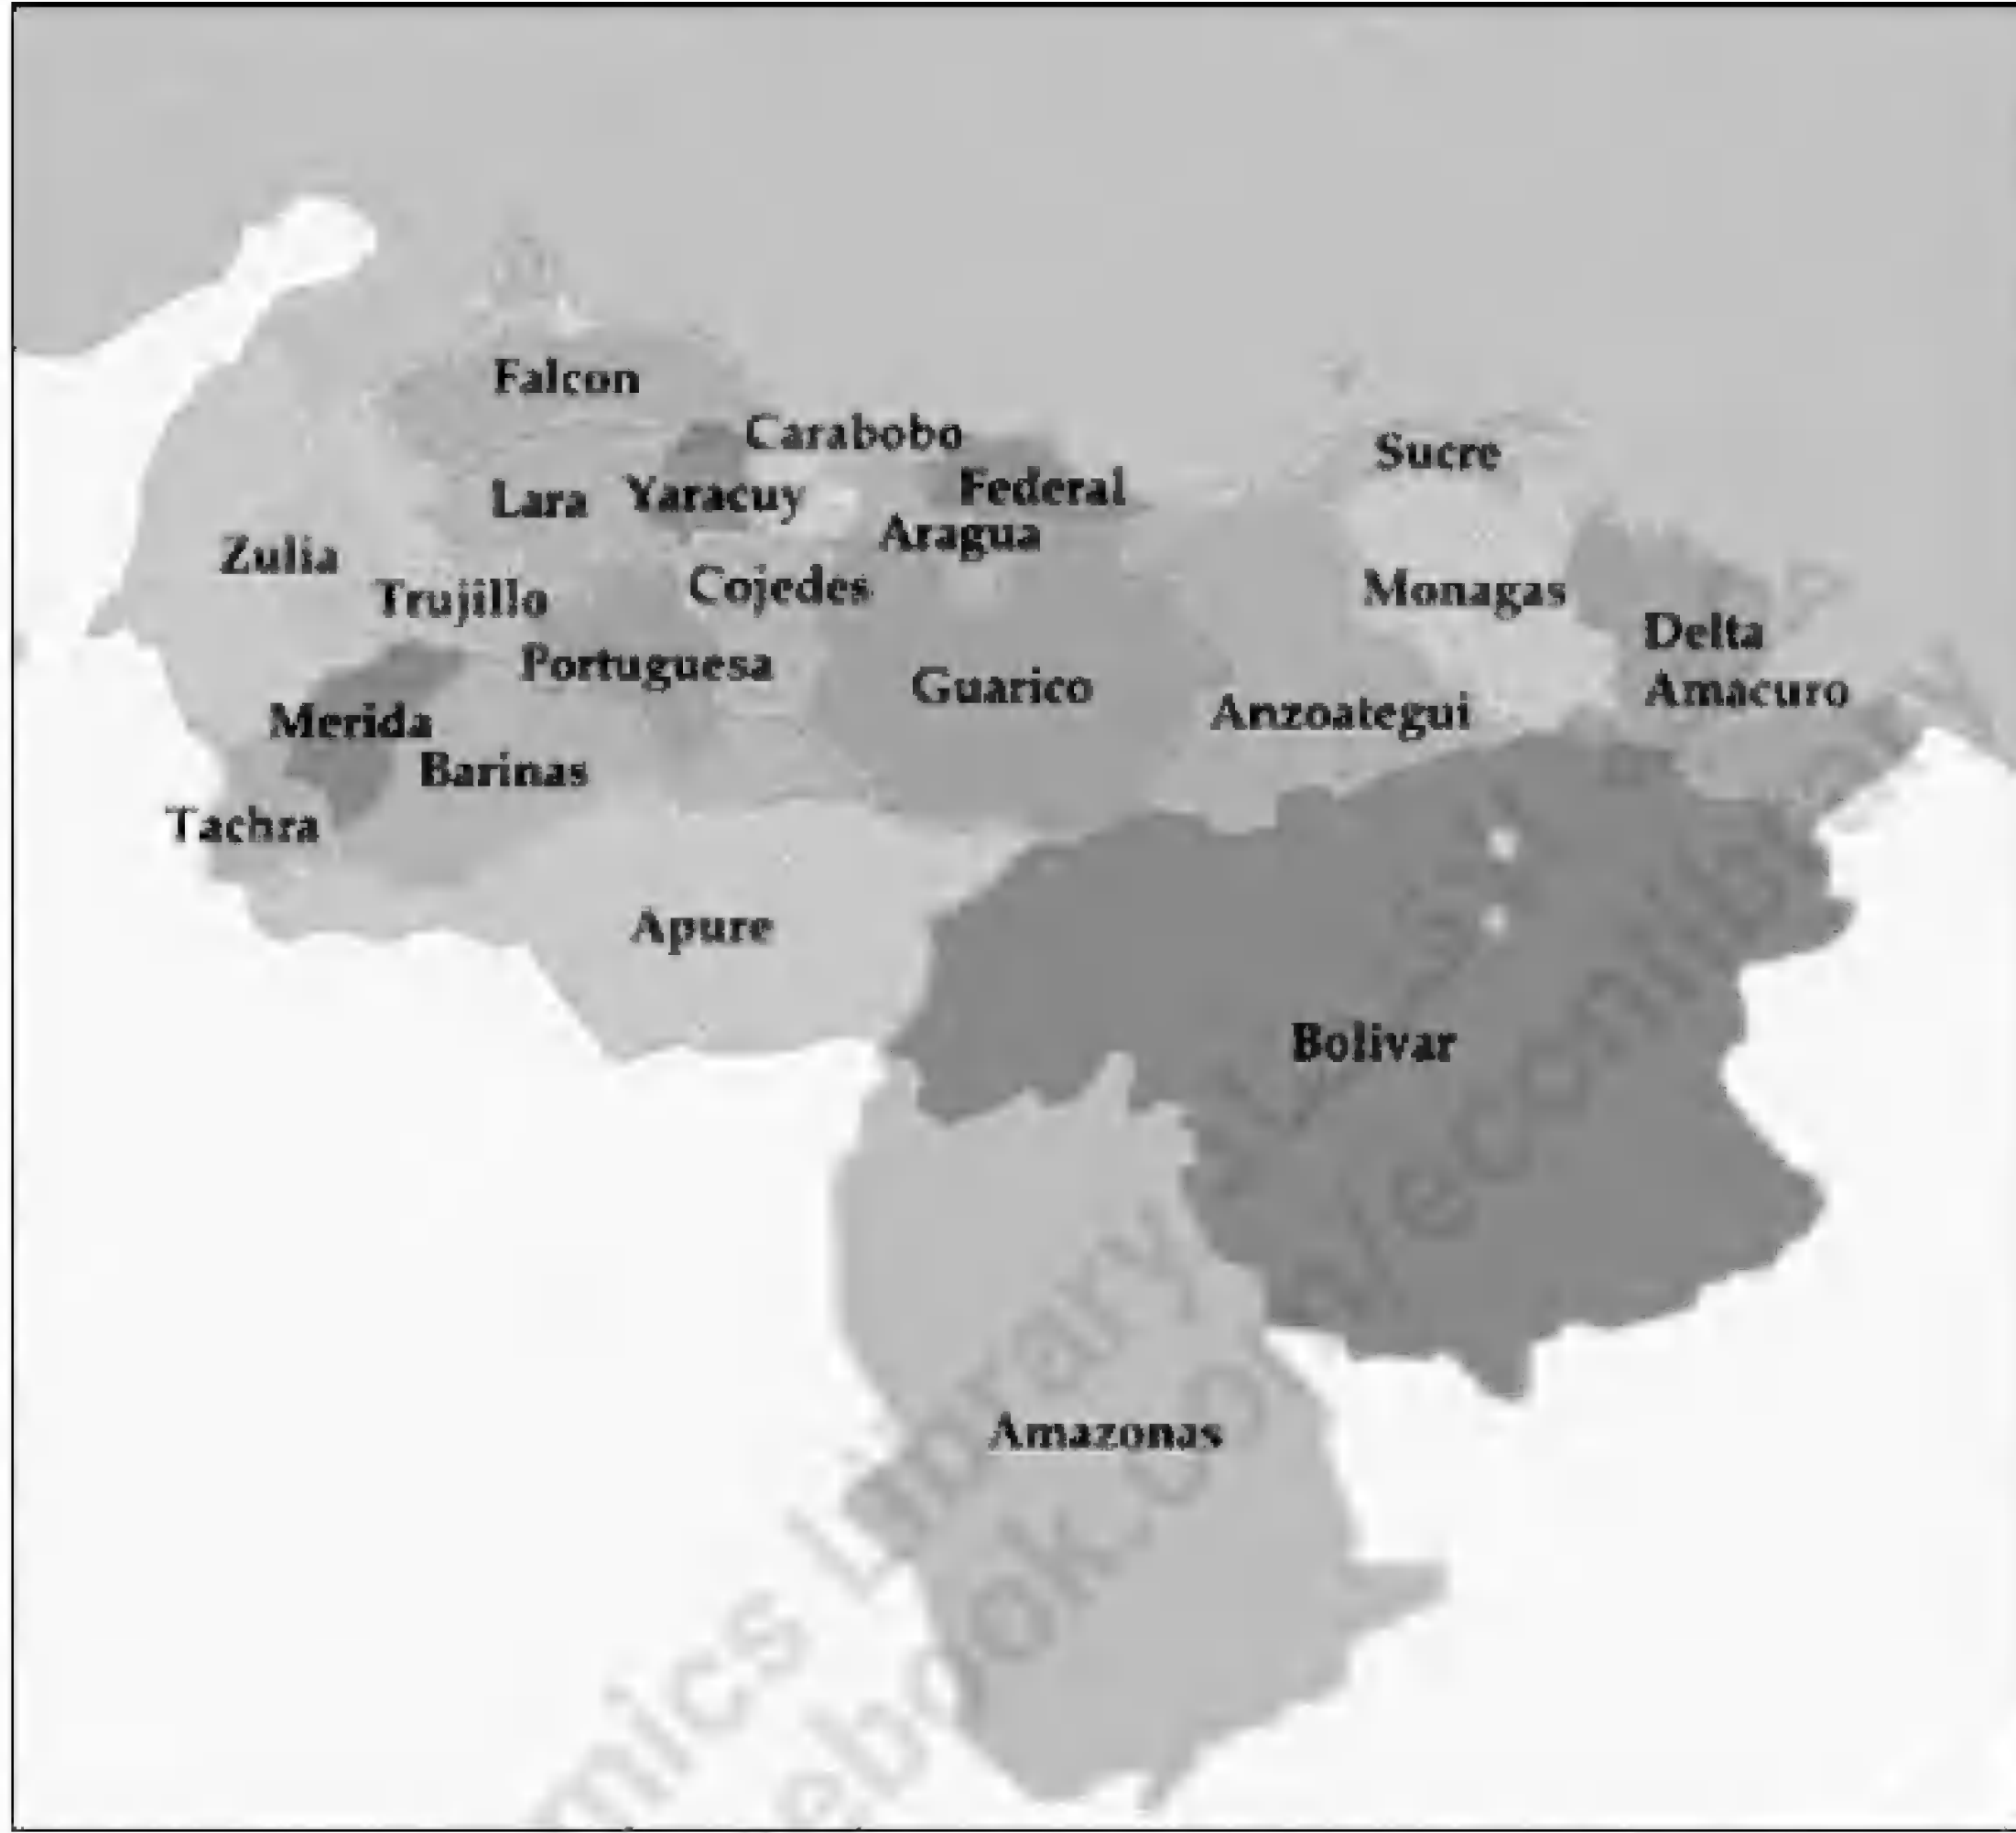 Falcon
Carabobo
Sucre
Federal
Lara
Yaracuy
Aragua
Zulia
Trujillo
Cojedes
Monagas
Delta
Amacuro
Portuguesa
Guarico
Anzoategui
Merida
Barinas
Tachra
Apure
Bolivar
Amazonas